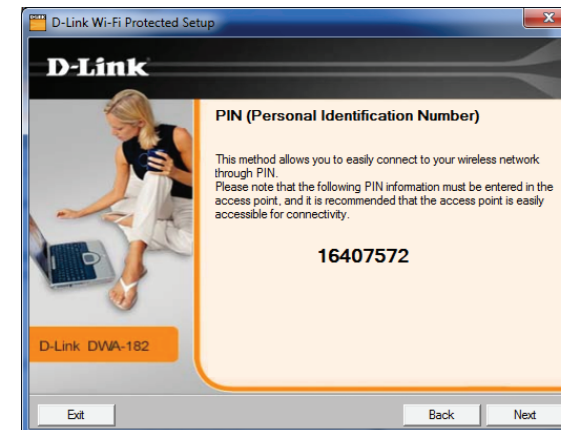 D-Link Wi-Fi Protected Setup
D-Link
PIN (Personal Identification Number)
This method allows you to easily connect to your wireless network
through PIN.
Please note that the following PIN information must be entered in the
access point, and it is recommended that the access point is easily
accessible for connectivity.
16407572
D-Link DWA-182
Exit
Back
Next